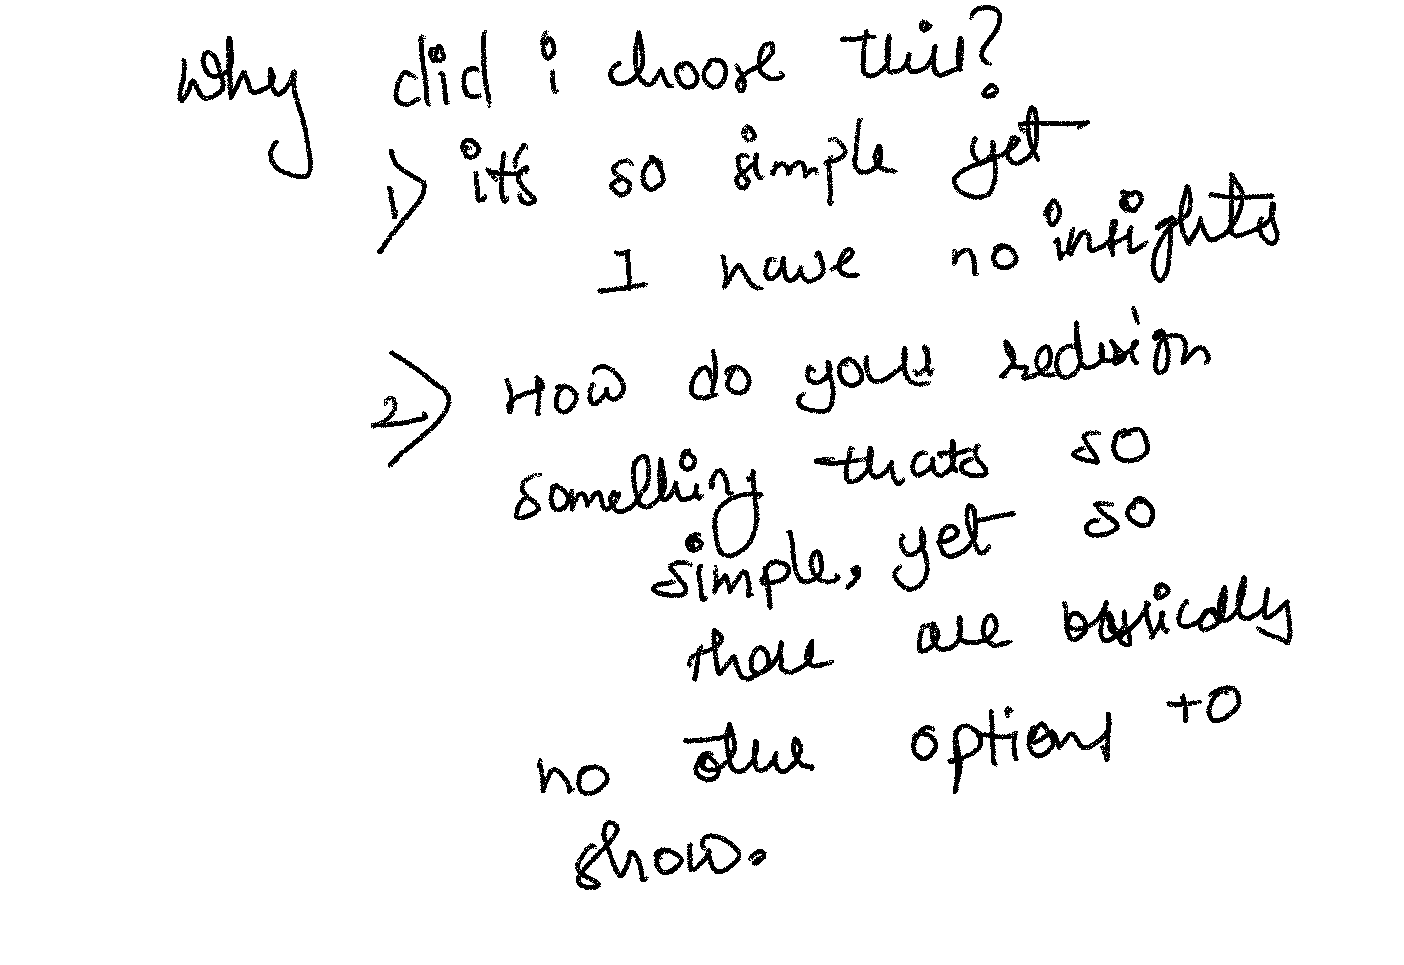 Why did i choose this?
1) it's so simple yet
I have no insights
2) How do you redesign
something thats so
simple, yet so
there are basically
no other options to
show.